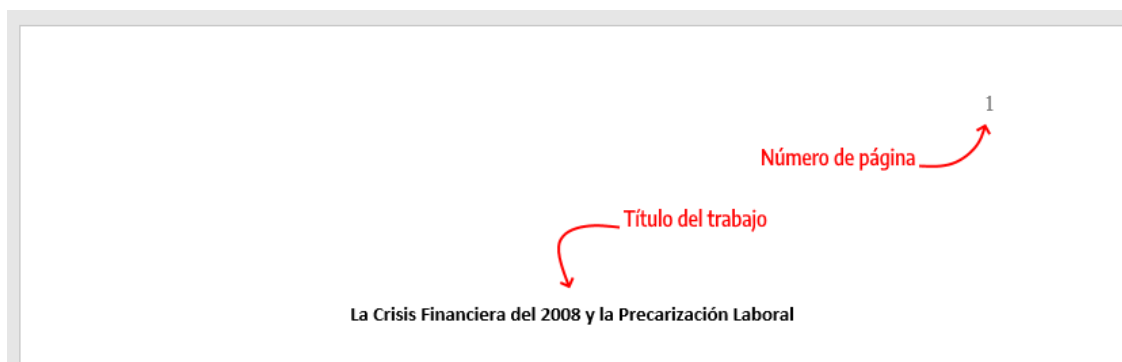 1
Número de página
Título del trabajo
La Crisis Financiera del 2008 y la Precarización Laboral